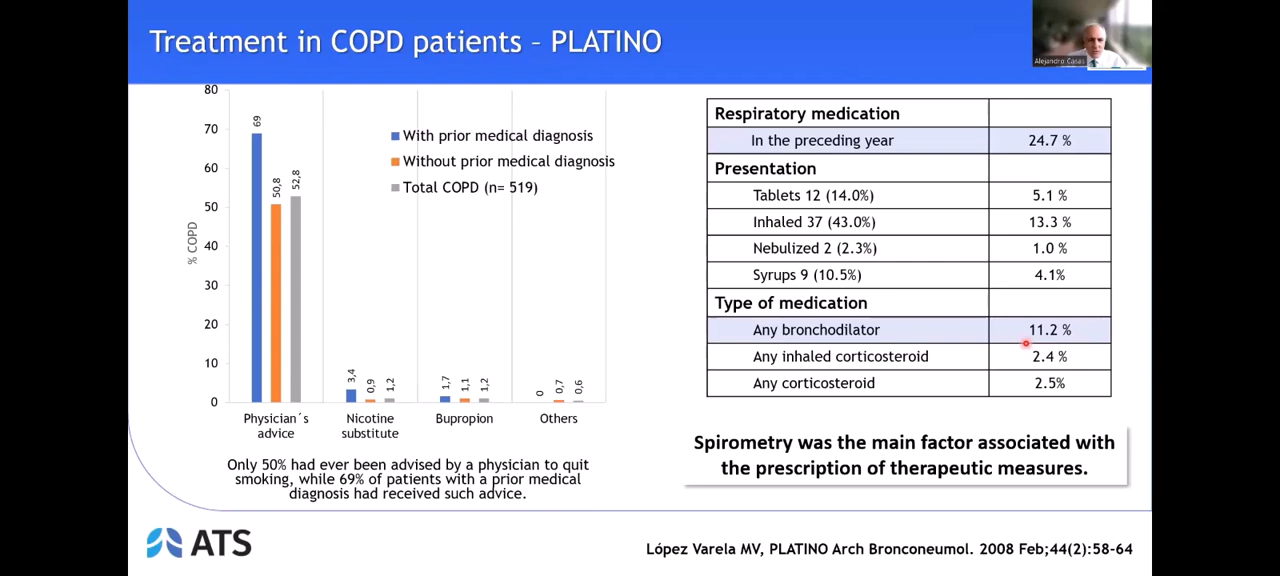 Treatment in COPD patients – PLATINO
Alejandro Casas
80
70
60
50
40
30
20
10
0
% COPD
69
50,8
52,8
3,4
0,9
1,2
1,7
1,1
1,2
0
0,7
0,6
With prior medical diagnosis
Without prior medical diagnosis
Total COPD (n= 519)
Physician´s
advice
Nicotine
substitute
Bupropion
Others
Only 50% had ever been advised by a physician to quit
smoking, while 69% of patients with a prior medical
diagnosis had received such advice.
Respiratory medication
In the preceding year 24.7 %
Presentation
Tablets 12 (14.0%) 5.1 %
Inhaled 37 (43.0%) 13.3 %
Nebulized 2 (2.3%) 1.0 %
Syrups 9 (10.5%) 4.1%
Type of medication
Any bronchodilator 11.2 %
Any inhaled corticosteroid 2.4 %
Any corticosteroid 2.5%
Spirometry was the main factor associated with
the prescription of therapeutic measures.
ATS
López Varela MV, PLATINO Arch Bronconeumol. 2008 Feb;44(2):58-64